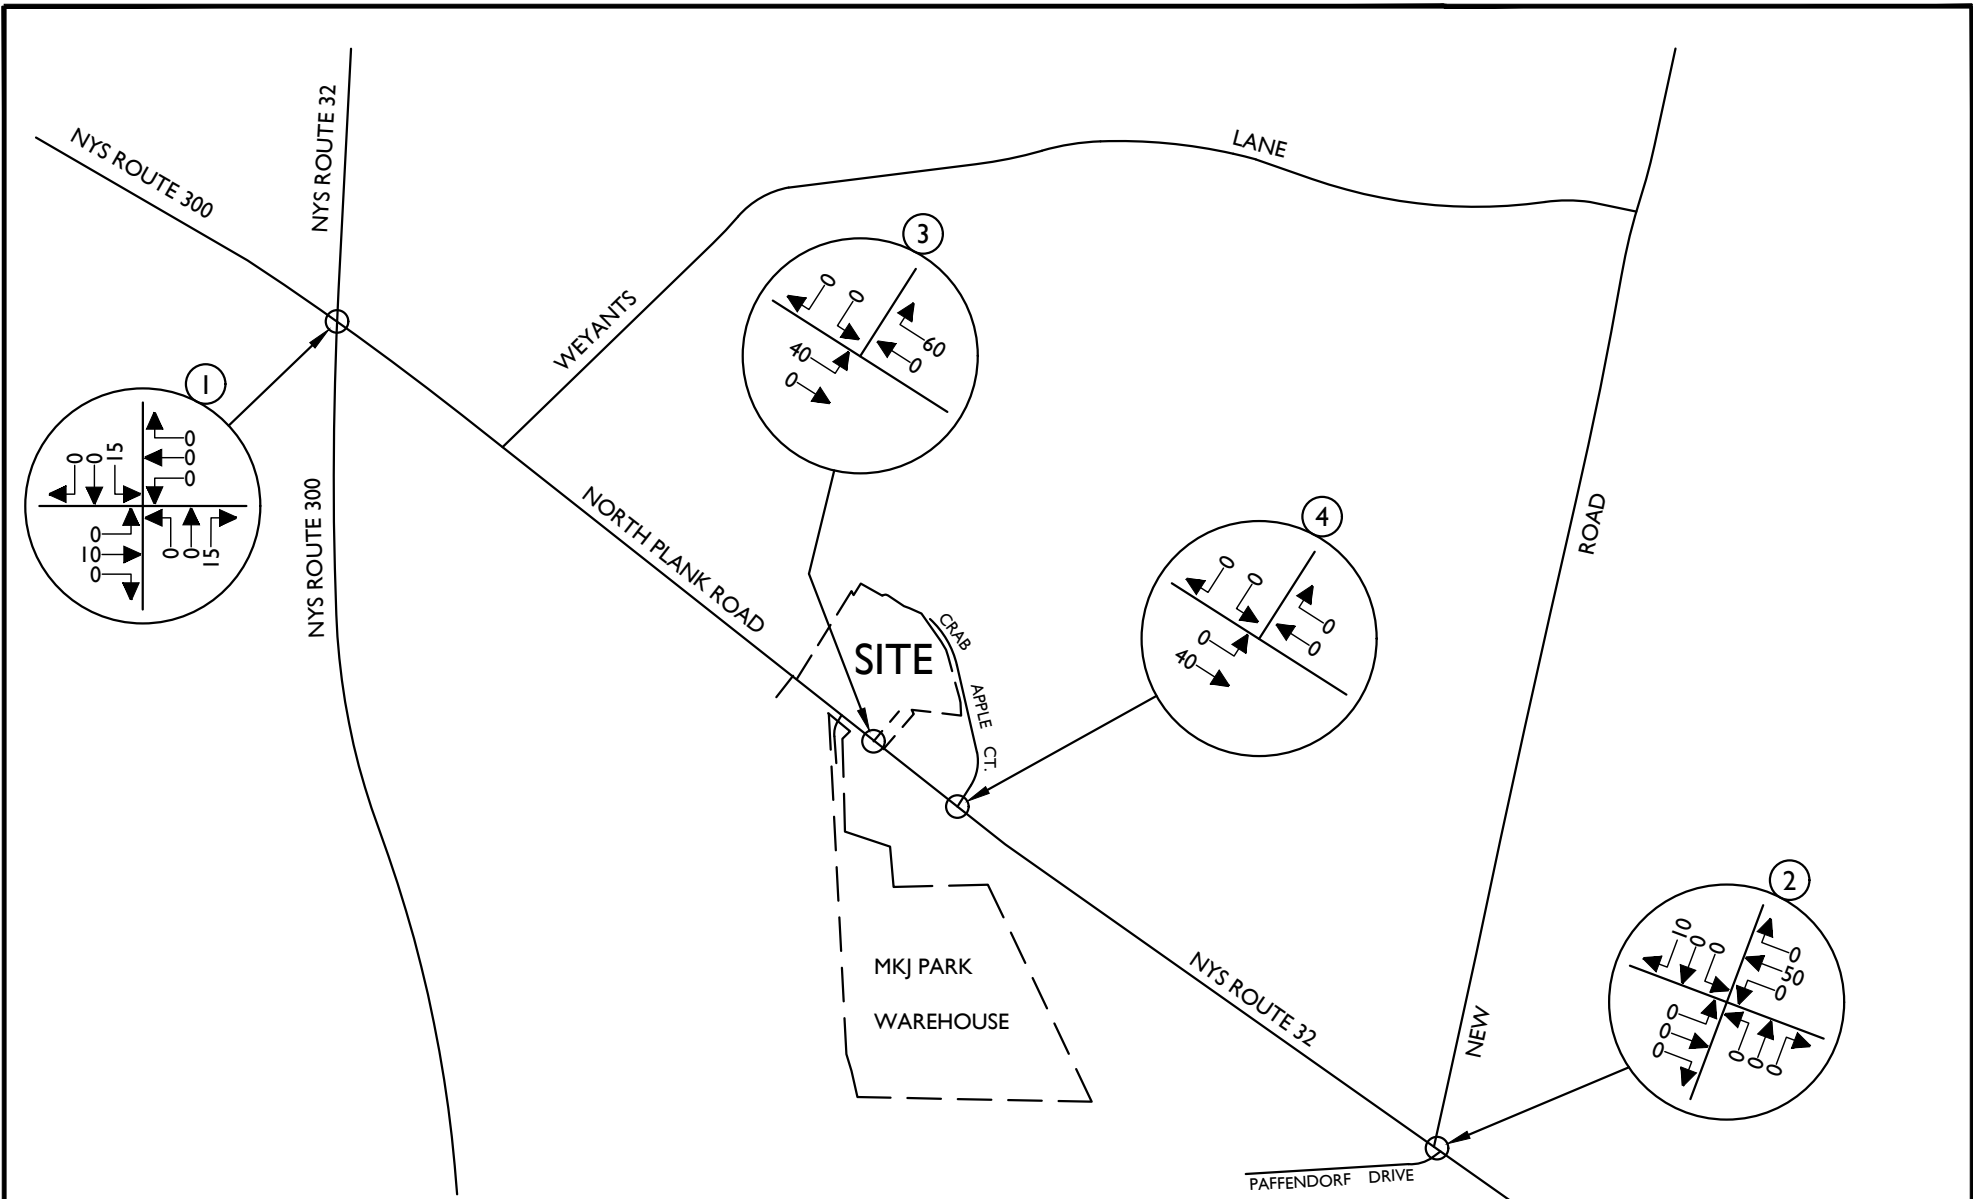 NYS ROUTE 32
NYS ROUTE 300
LANE
3
0
0
60
0
40
0
WEYANTS
1
0
0
15
0
0
0
0
10
0
0
0
15
NYS ROUTE 300
NORTH PLANK ROAD
4
0
0
0
0
0
40
ROAD
SITE
CRAB
APPLE
CT.
2
10
0
0
0
50
0
0
0
0
0
0
0
MKJ PARK
WAREHOUSE
NYS ROUTE 32
NEW
PAFFENDORF DRIVE